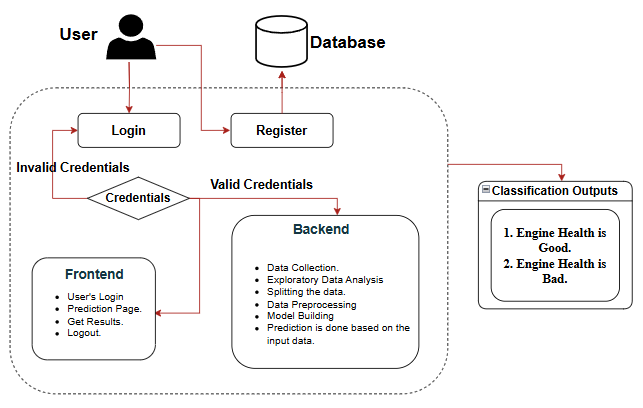 User
Database
Login
Register
Invalid Credentials
Credentials
Valid Credentials
Classification Outputs
1. Engine Health is
Good.
2. Engine Health is
Bad.
Backend
Data Collection.
Exploratory Data Analysis
Splitting the data.
Data Preprocessing
Model Building
Prediction is done based on the
input data.
Frontend
User's Login
Prediction Page.
Get Results.
Logout.